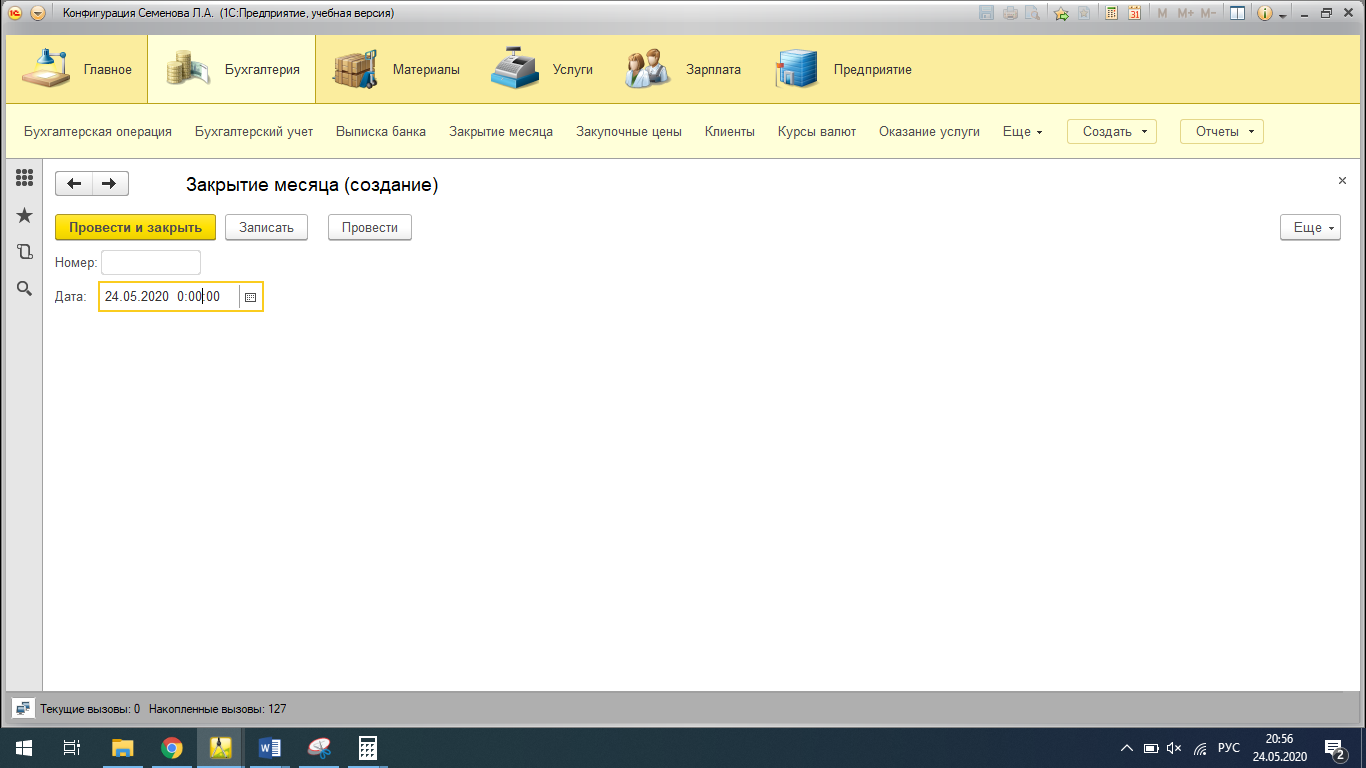 Конфигурация Семенова Л.А. (1С:Предприятие, учебная версия)
M M+ M-
31
Главное Бухгалтерия Материалы Услуги Зарплата Предприятие
Бухгалтерская операция Бухгалтерский учет Выписка банка Закрытие месяца Закупочные цены Клиенты Курсы валют Оказание услуги Еще Создать Отчеты
Закрытие месяца (создание)
Провести и закрыть Записать Провести Еще
Номер:
Дата: 24.05.2020 0:00:00
Текущие вызовы: 0 Накопленные вызовы: 127
РУС
20:56
24.05.2020
2